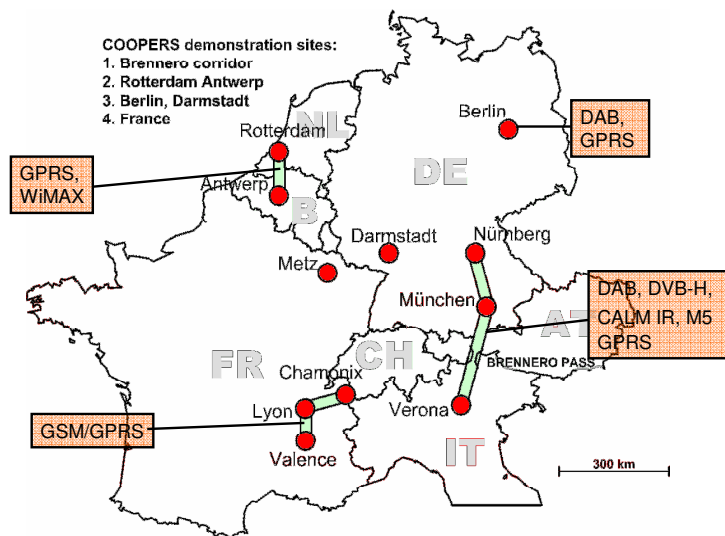 COOPERS demonstration sites:
1. Brennero corridor
2. Rotterdam Antwerp
3. Berlin, Darmstadt
4. France
NL
Rotterdam
Berlin
DAB,
GPRS
GPRS,
WiMAX
Antwerp
B
DE
Darmstadt
Nürnberg
Metz
München
DAB, DVB-H,
CALM IR, M5
GPRS
AT
BRENNERO PASS
FR
CH
Chamonix
Lyon
Verona
GSM/GPRS
Valence
IT
300 km